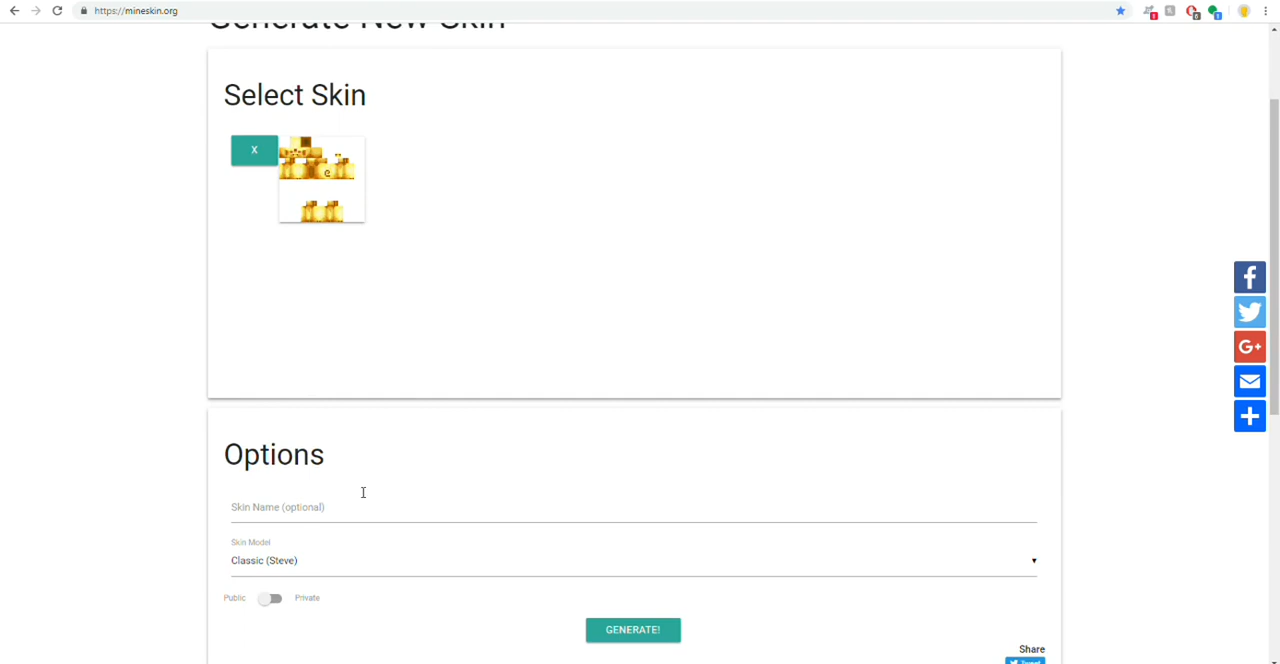 https://mineskin.org
Generate New Skin
Select Skin
X
Options
Skin Name (optional)
Skin Model
Classic (Steve)
Public Private
GENERATE!
Share
Tweet